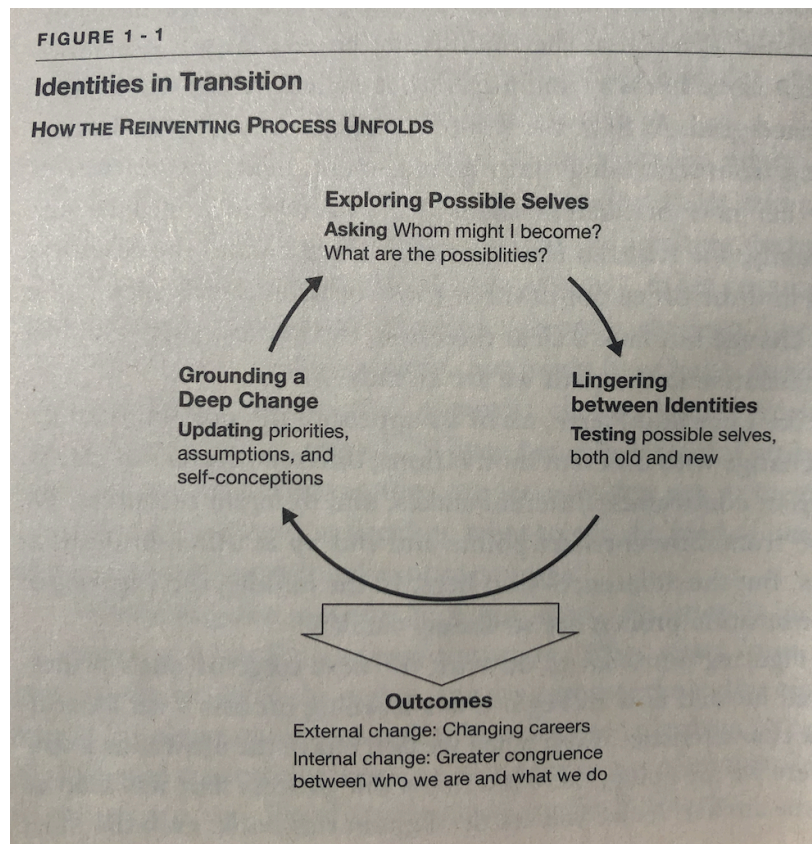 FIGURE 1 - 1
Identities in Transition
HOW THE REINVENTING PROCESS UNFOLDS
Exploring Possible Selves
Asking Whom might I become?
What are the possiblities?
Grounding a
Deep Change
Updating priorities,
assumptions, and
self-conceptions
Lingering
between Identities
Testing possible selves,
both old and new
Outcomes
External change: Changing careers
Internal change: Greater congruence
between who we are and what we do